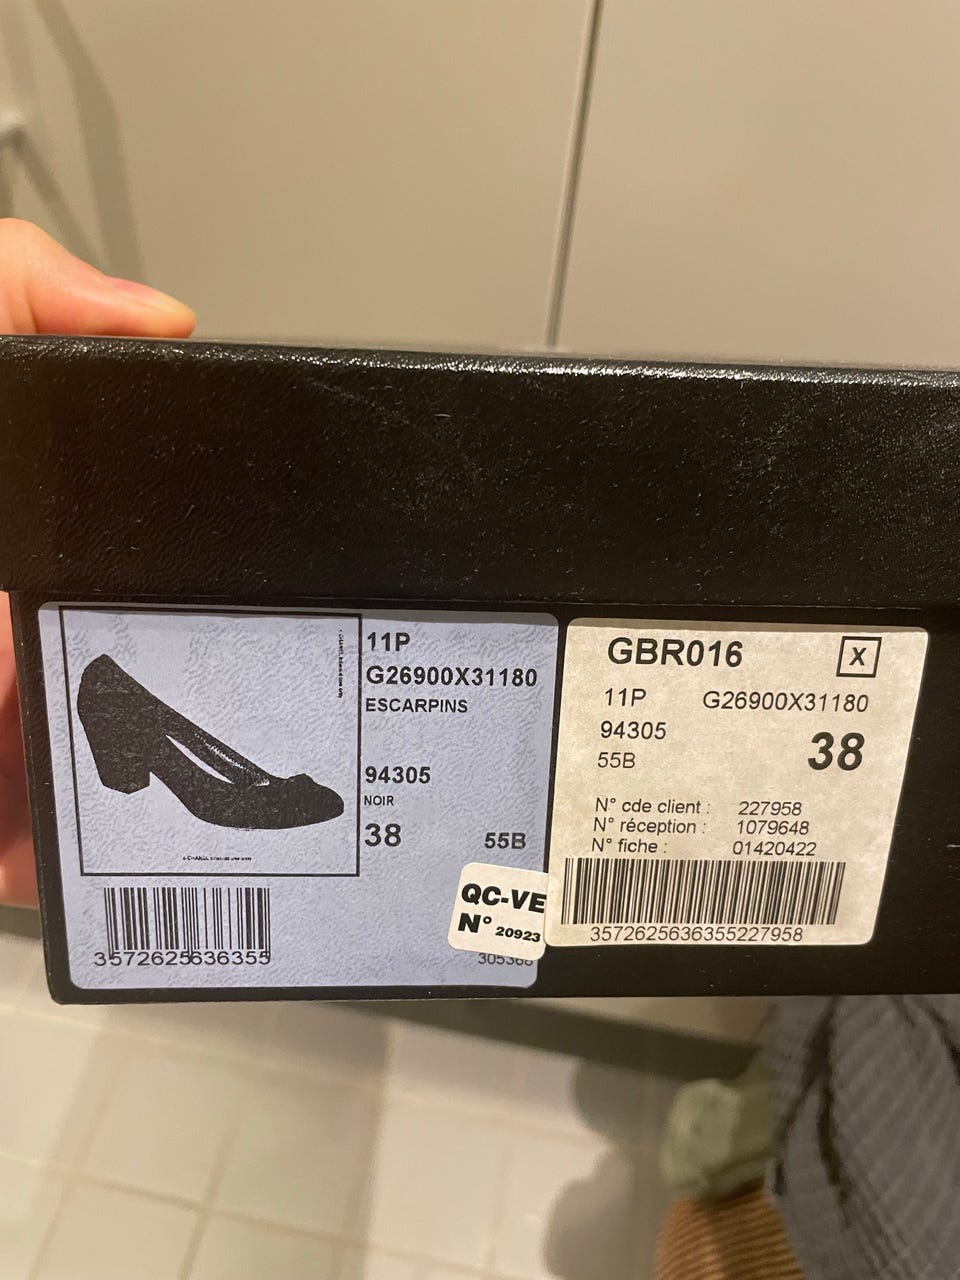 11P
G26900X31180
ESCARPINS
94305
NOIR
38 55B
3572625636355
QC-VE
N° 20923
GBR016 X
11P G26900X31180
94305
38
55B
N° cde client : 227958
N° réception : 1079648
N° fiche : 01420422
3572625636355227958